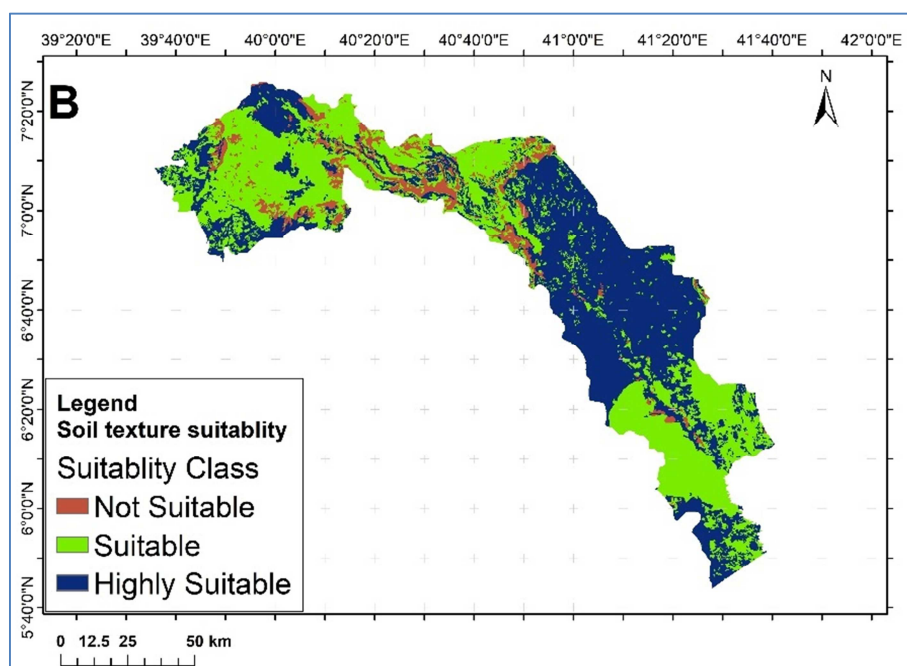 39°20'0"E 39°40'0"E 40°0'0"E 40°20'0"E 40°40'0"E 41°0'0"E 41°20'0"E 41°40'0"E 42°0'0"E
B
N
7°20'0"N
7°0'0"N
6°40'0"N
6°20'0"N
6°0'0"N
5°40'0"N
Legend
Soil texture suitablity
Suitablity Class
Not Suitable
Suitable
Highly Suitable
0 12.5 25 50 km